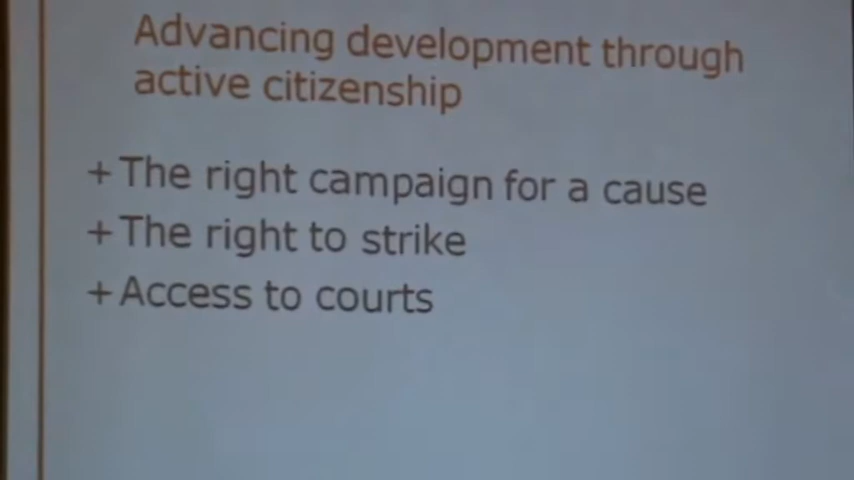 Advancing development through
active citizenship
+ The right campaign for a cause
+ The right to strike
+ Access to courts